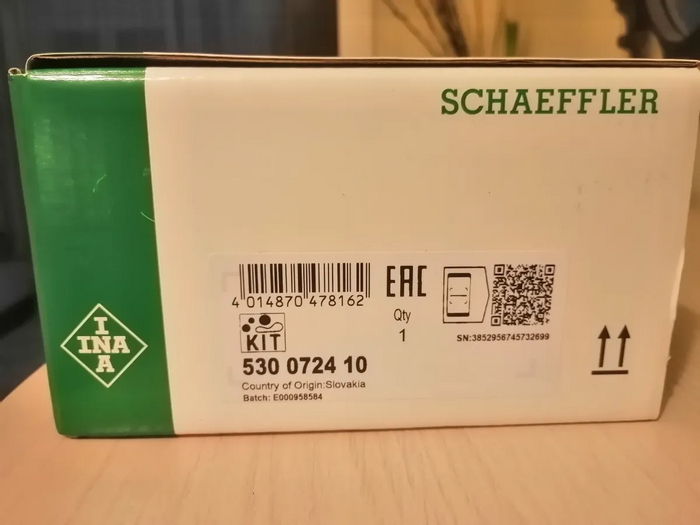 SCHAEFFLER
I
INA
A
4 014870 478162
EAC
Qty
1
KIT
530 0724 10
Country of Origin:Slovakia
Batch: E000958584
SN:3852956745732699